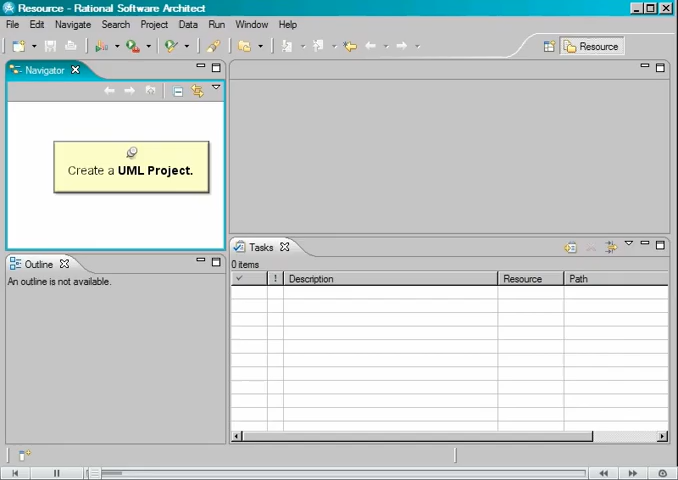 Resource - Rational Software Architect
File Edit Navigate Search Project Data Run Window Help
Resource
Navigator
Create a UML Project.
Outline
An outline is not available.
Tasks
0 items
! Description Resource Path